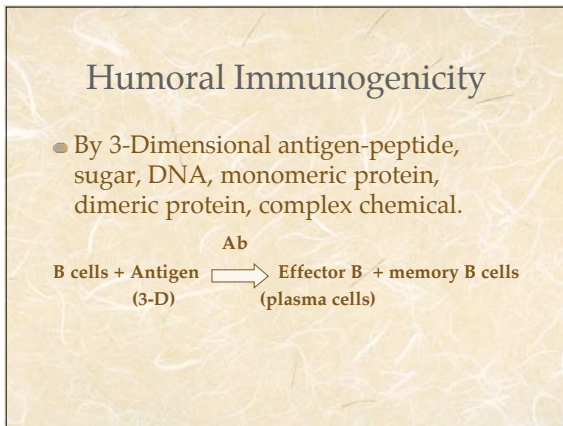 Humoral Immunogenicity
By 3-Dimensional antigen-peptide,
sugar, DNA, monomeric protein,
dimeric protein, complex chemical.
Ab
B cells + Antigen Effector B + memory B cells
(3-D) (plasma cells)